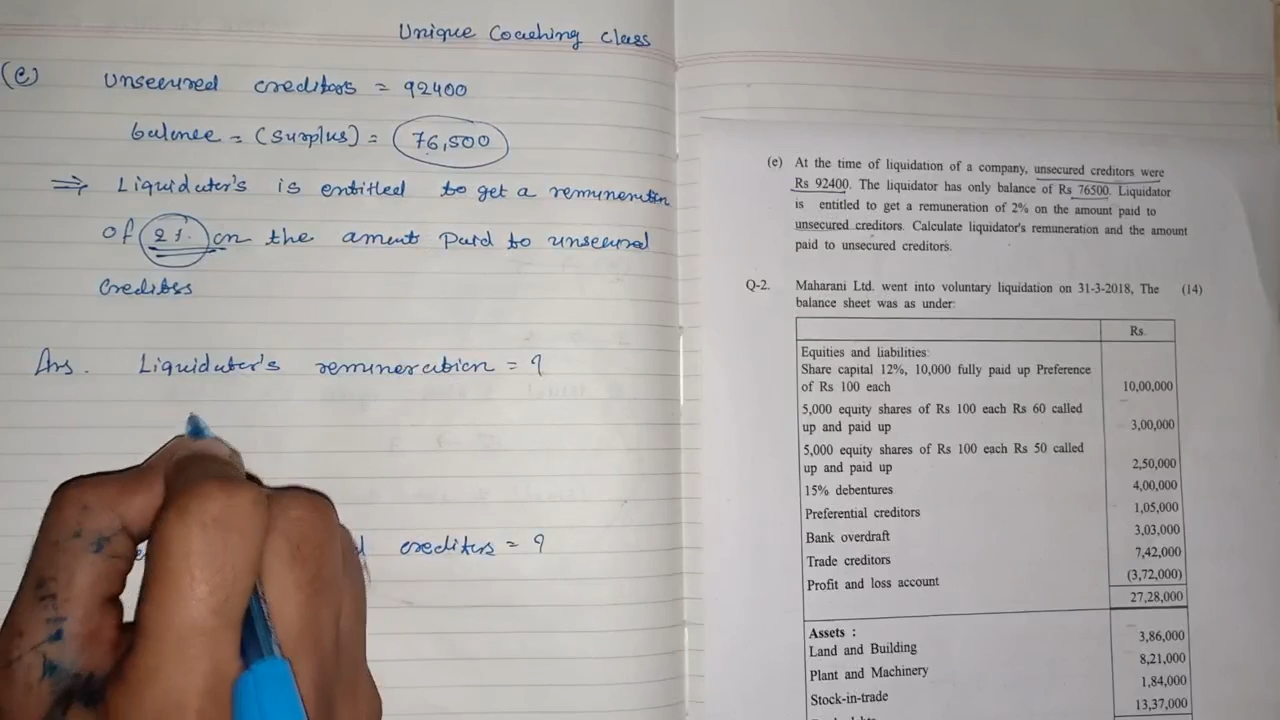 Unique Coaching Class
(e) Unsecured creditors = 92400
balance = (Surplus) = 76,500
⇒ Liquidater's is entitled to get a remuneration
of 2%. on the ament Paid to unsecured
Creditors
Ans. Liquidater's remuneration = ?
creditors = ?
(e) At the time of liquidation of a company, unsecured creditors were
Rs 92400. The liquidator has only balance of Rs 76500. Liquidator
is entitled to get a remuneration of 2% on the amount paid to
unsecured creditors. Calculate liquidator's remuneration and the amount
paid to unsecured creditors.
Q-2. Maharani Ltd. went into voluntary liquidation on 31-3-2018, The (14)
balance sheet was as under:
Rs.
Equities and liabilities:
Share capital 12%, 10,000 fully paid up Preference
of Rs 100 each 10,00,000
5,000 equity shares of Rs 100 each Rs 60 called
up and paid up 3,00,000
5,000 equity shares of Rs 100 each Rs 50 called
up and paid up 2,50,000
15% debentures 4,00,000
Preferential creditors 1,05,000
Bank overdraft 3,03,000
Trade creditors 7,42,000
Profit and loss account (3,72,000)
27,28,000
Assets :
Land and Building 3,86,000
Plant and Machinery 8,21,000
Stock-in-trade 1,84,000
13,37,000